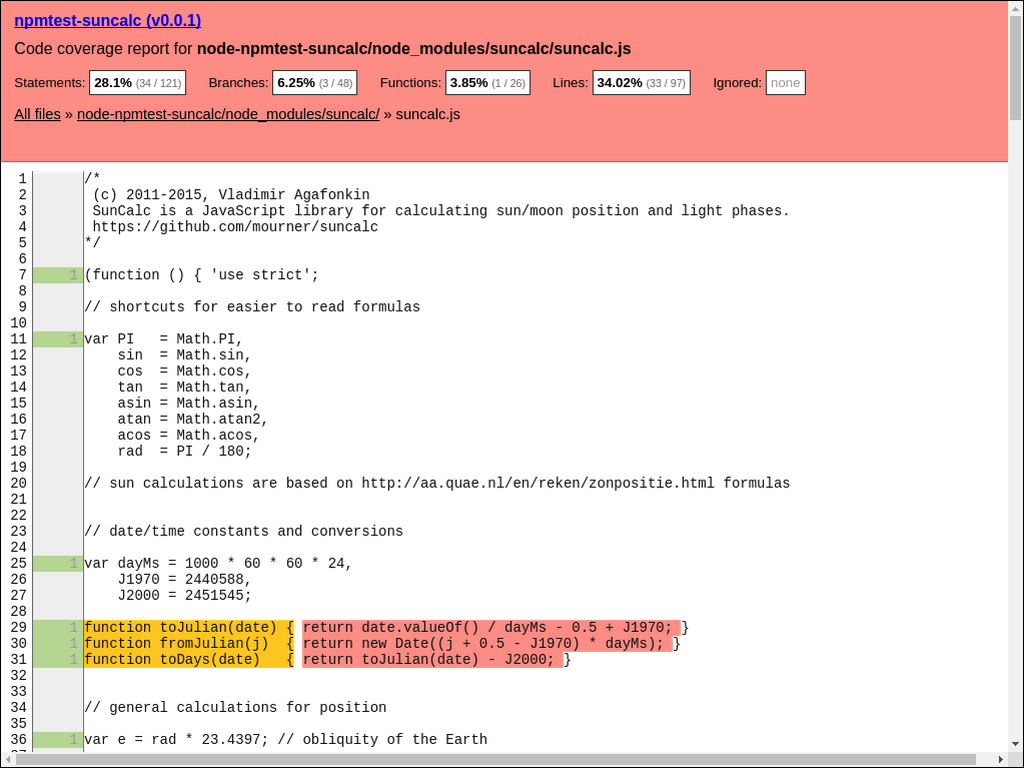 npmtest-suncalc (v0.0.1)
Code coverage report for node-npmtest-suncalc/node_modules/suncalc/suncalc.js
Statements: 28.1% (34 / 121) Branches: 6.25% (3 / 48) Functions: 3.85% (1 / 26) Lines: 34.02% (33 / 97) Ignored: none
All files » node-npmtest-suncalc/node_modules/suncalc/ » suncalc.js
1 /*
2 (c) 2011-2015, Vladimir Agafonkin
3 SunCalc is a JavaScript library for calculating sun/moon position and light phases.
4 https://github.com/mourner/suncalc
5 */
6
7 1 (function () { 'use strict';
8
9 // shortcuts for easier to read formulas
10
11 1 var PI   = Math.PI,
12     sin  = Math.sin,
13     cos  = Math.cos,
14     tan  = Math.tan,
15     asin = Math.asin,
16     atan = Math.atan2,
17     acos = Math.acos,
18     rad  = PI / 180;
19
20 // sun calculations are based on http://aa.quae.nl/en/reken/zonpositie.html formulas
21
22
23 // date/time constants and conversions
24
25 1 var dayMs = 1000 * 60 * 60 * 24,
26     J1970 = 2440588,
27     J2000 = 2451545;
28
29 1 function toJulian(date) { return date.valueOf() / dayMs - 0.5 + J1970; }
30 1 function fromJulian(j)  { return new Date((j + 0.5 - J1970) * dayMs); }
31 1 function toDays(date)   { return toJulian(date) - J2000; }
32
33
34 // general calculations for position
35
36 1 var e = rad * 23.4397; // obliquity of the Earth